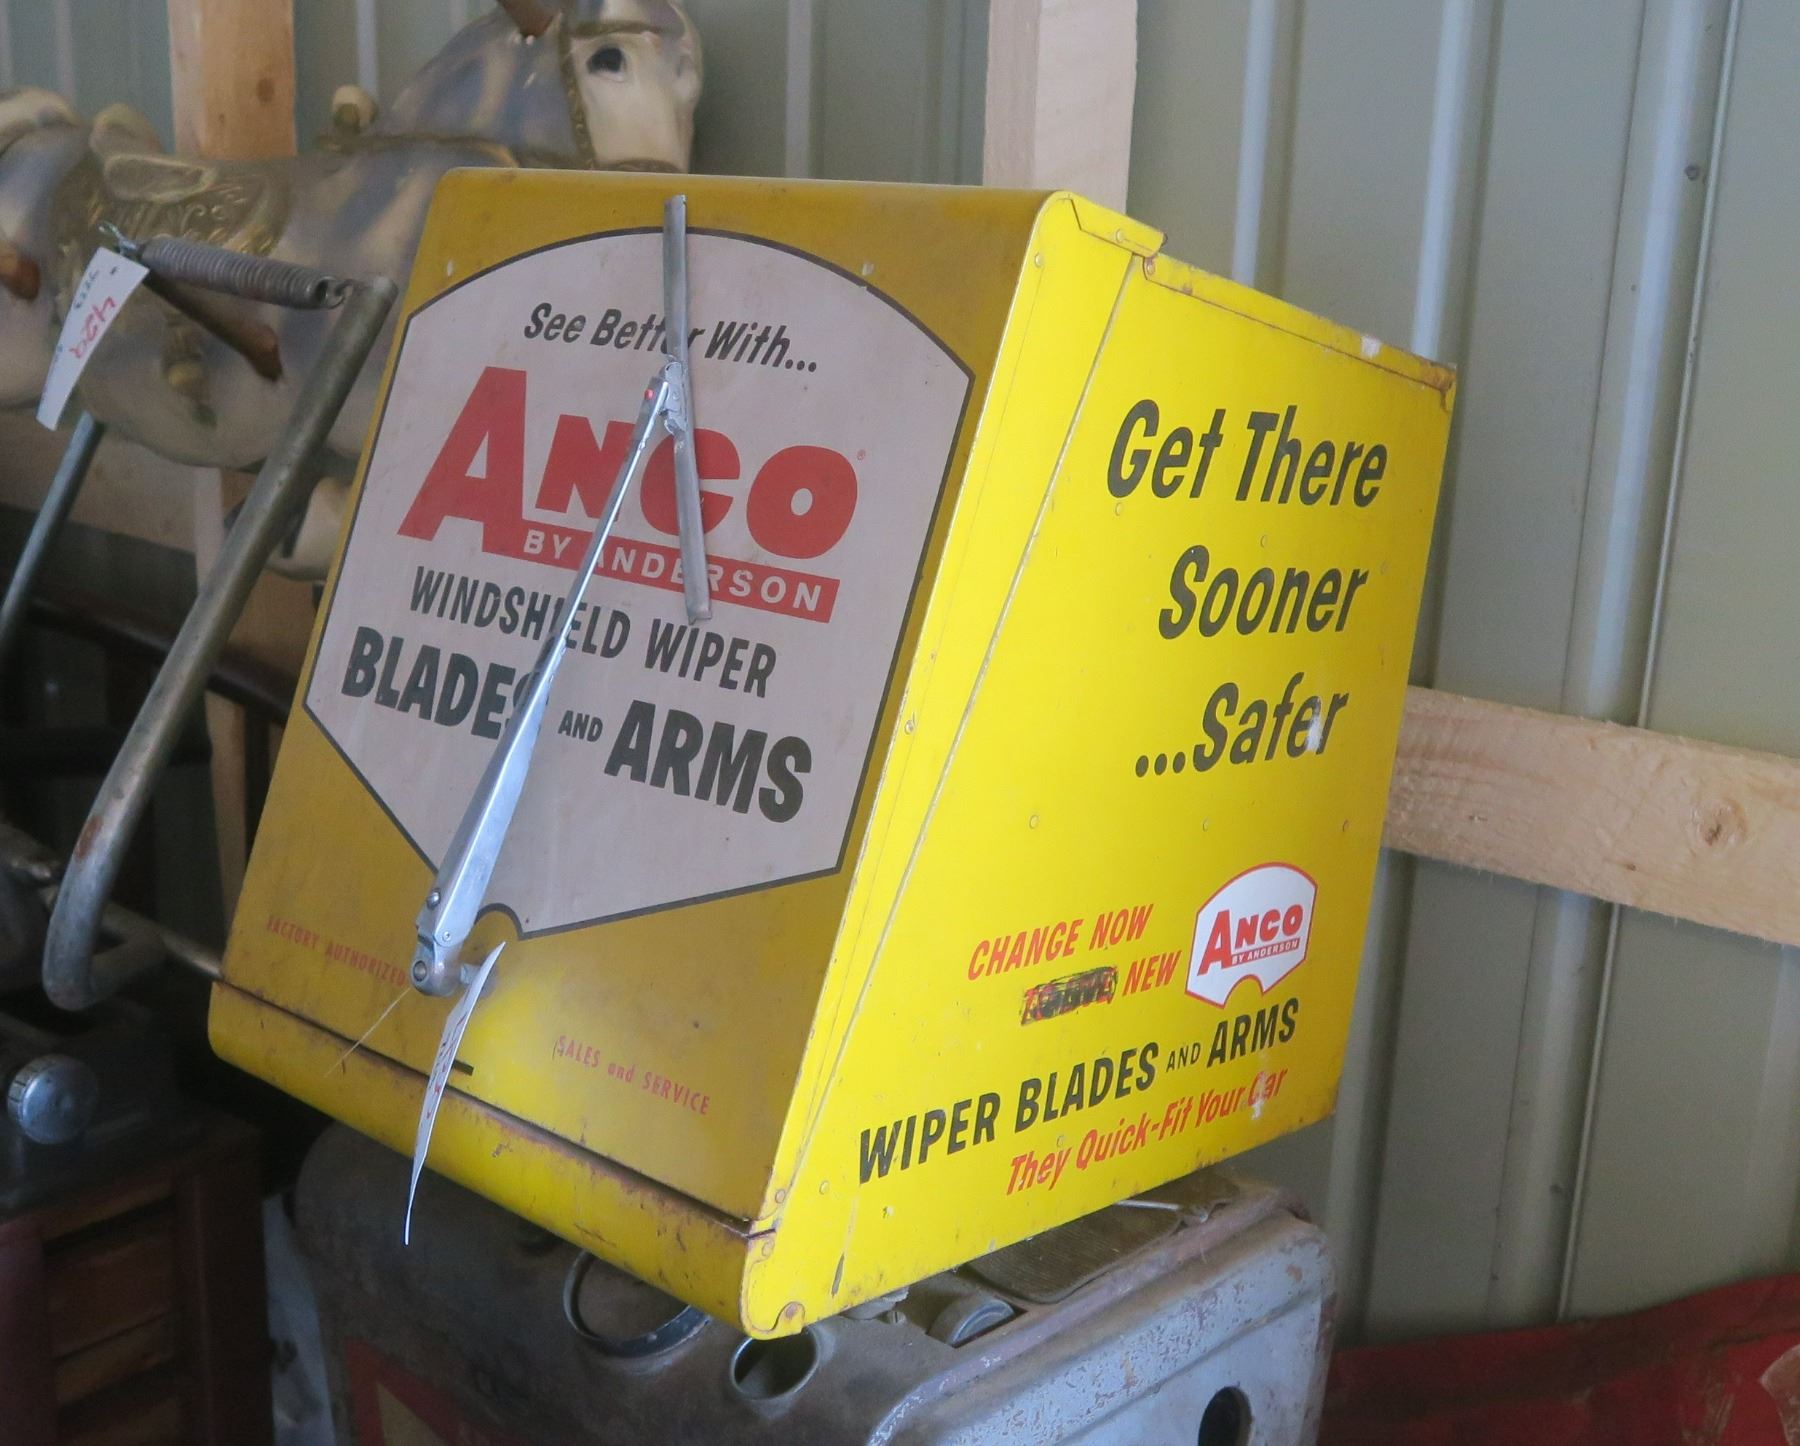 See Better With...
ANCO®
BY ANDERSON
WINDSHIELD WIPER
BLADES AND ARMS
FACTORY AUTHORIZED
SALES and SERVICE
Get There
Sooner
...Safer
CHANGE NOW
NEW
ANCO
BY ANDERSON
WIPER BLADES AND ARMS
They Quick-Fit Your Car